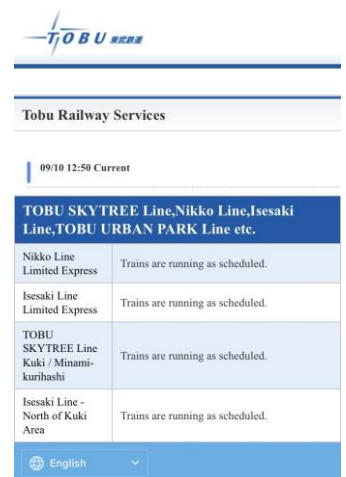 TOBU 東武鉄道
Tobu Railway Services
09/10 12:50 Current
TOBU SKYTREE Line,Nikko Line,Isesaki
Line,TOBU URBAN PARK Line etc.
Nikko Line
Limited Express
Trains are running as scheduled.
Isesaki Line
Limited Express
Trains are running as scheduled.
TOBU
SKYTREE Line
Kuki / Minami-
kurihashi
Trains are running as scheduled.
Isesaki Line -
North of Kuki
Area
Trains are running as scheduled.
English